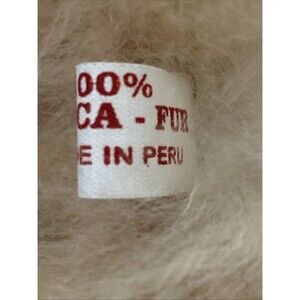 00%
CA - FUR
E IN PERU